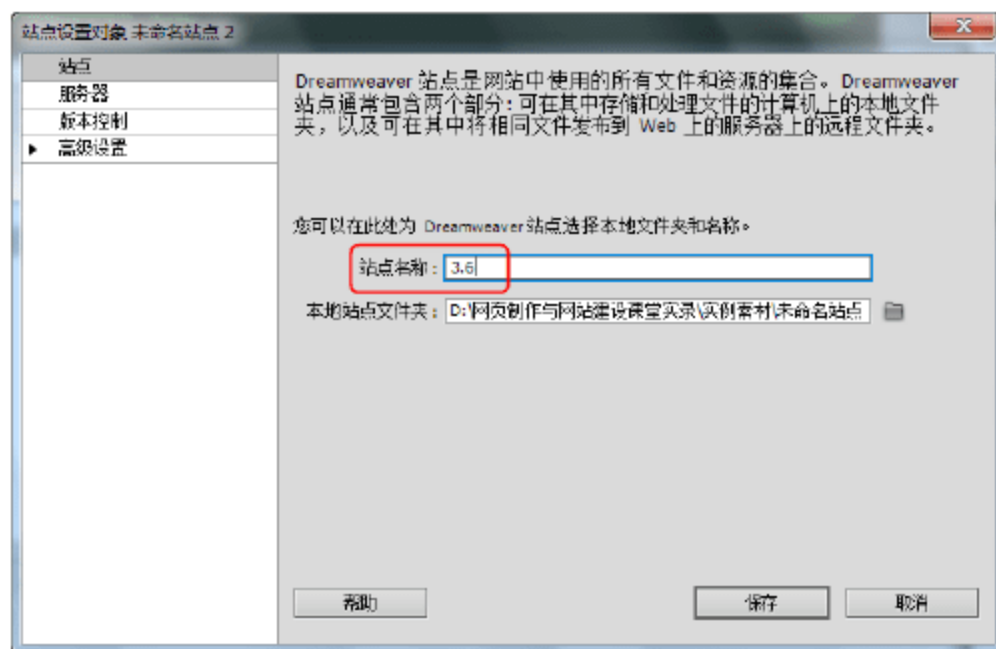 站点设置对象 未命名站点 2
站点
服务器
版本控制
高级设置
Dreamweaver 站点是网站中使用的所有文件和资源的集合。Dreamweaver
站点通常包含两个部分：可在其中存储和处理文件的计算机上的本地文件
夹，以及可在其中将相同文件发布到 Web 上的服务器上的远程文件夹。
您可以在此处为 Dreamweaver 站点选择本地文件夹和名称。
站点名称：3.6
本地站点文件夹：D:\网页制作与网站建设课堂实录\实例素材\未命名站点
帮助
保存
取消